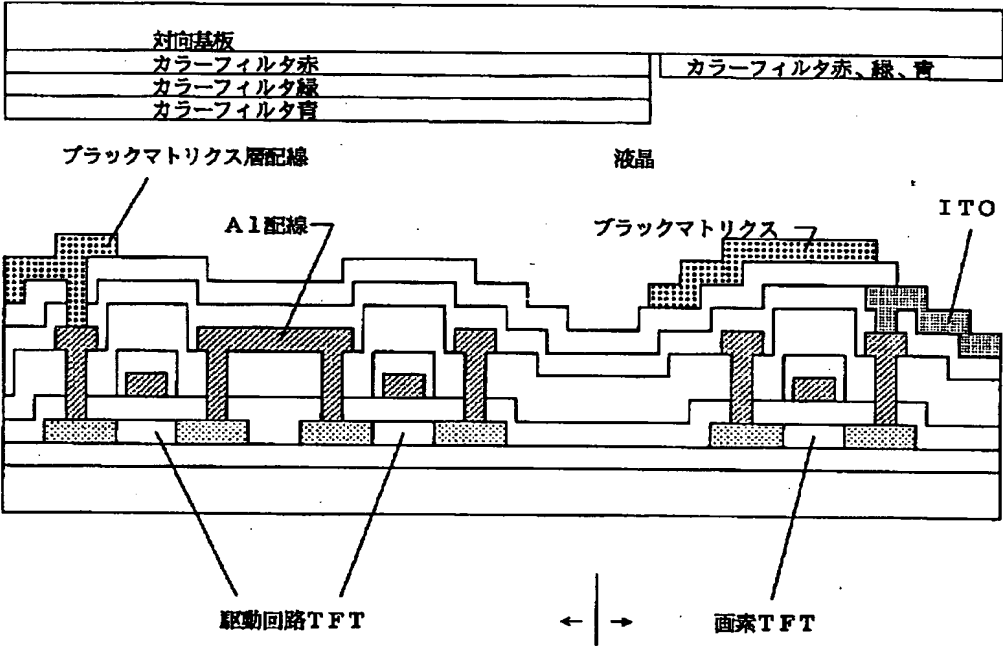 対向基板
カラーフィルタ赤
カラーフィルタ赤、緑、青
カラーフィルタ緑
カラーフィルタ青
ブラックマトリクス層配線
液晶
ITO
Al配線
ブラックマトリクス
駆動回路TFT
← →
画素TFT